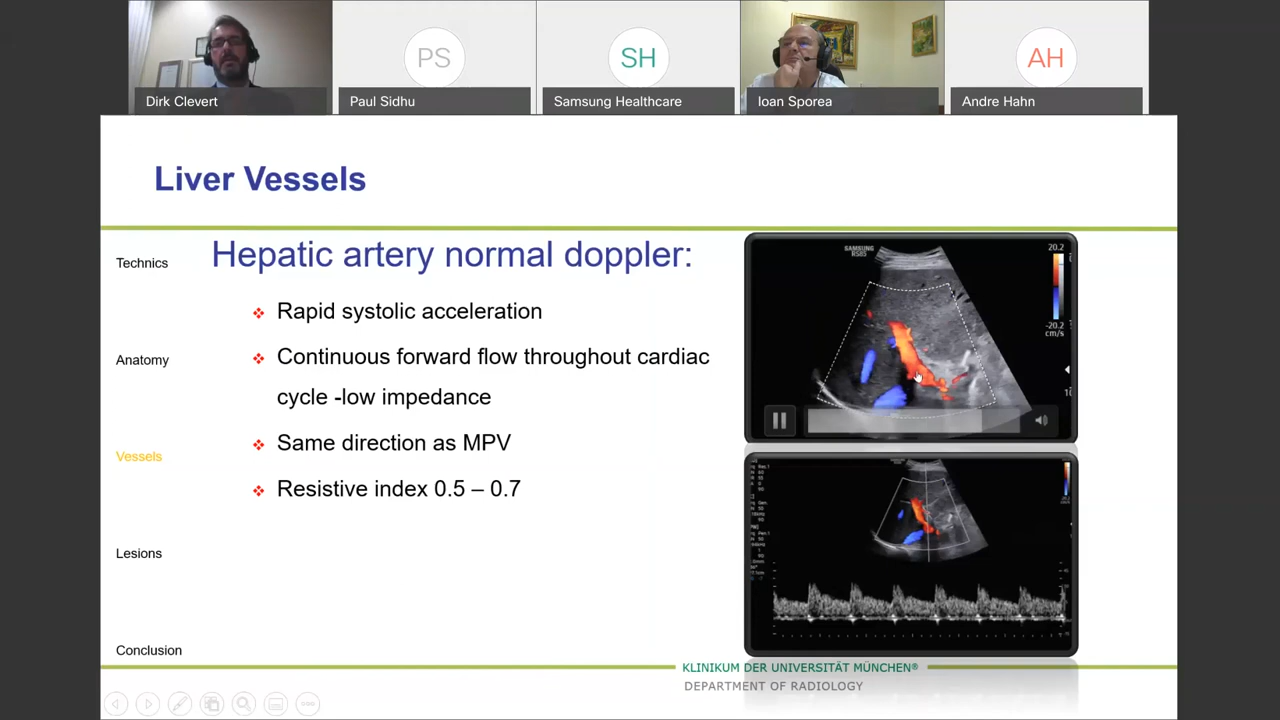 PS
SH
AH
Dirk Clevert
Paul Sidhu
Samsung Healthcare
Ioan Sporea
Andre Hahn
Liver Vessels
Technics
Anatomy
Vessels
Lesions
Conclusion
Hepatic artery normal doppler:
Rapid systolic acceleration
Continuous forward flow throughout cardiac
cycle -low impedance
Same direction as MPV
Resistive index 0.5 – 0.7
SAMSUNG
RS85
20.2
-20.2
cm/s
KLINIKUM DER UNIVERSITÄT MÜNCHEN®
DEPARTMENT OF RADIOLOGY